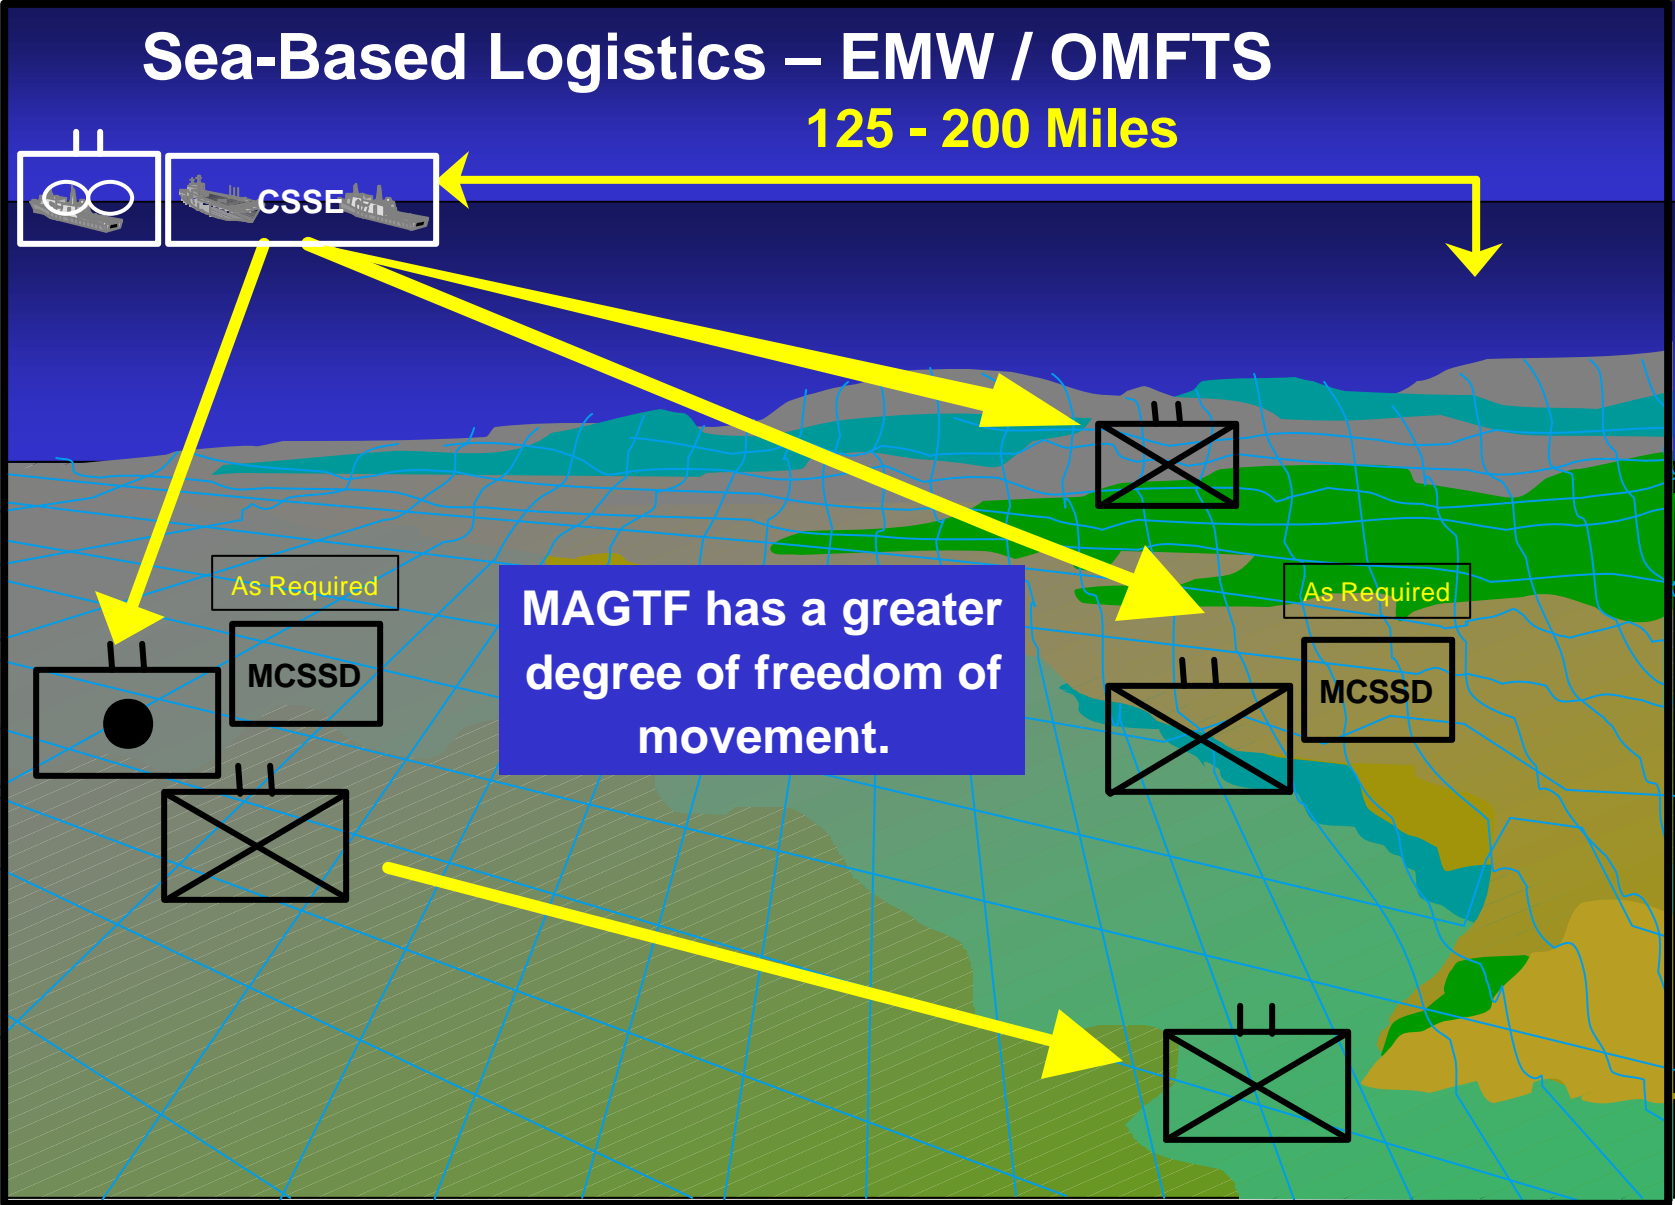 Sea-Based Logistics – EMW / OMFTS
125 - 200 Miles
CSSE
As Required
As Required
MAGTF has a greater
degree of freedom of
movement.
MCSSD
MCSSD